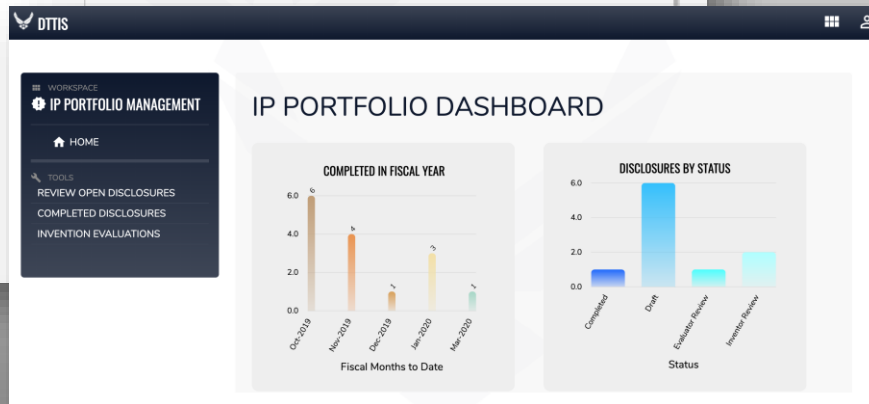 DTTIS
WORKSPACE
IP PORTFOLIO MANAGEMENT
HOME
TOOLS
REVIEW OPEN DISCLOSURES
COMPLETED DISCLOSURES
INVENTION EVALUATIONS
IP PORTFOLIO DASHBOARD
COMPLETED IN FISCAL YEAR
6.0
4.0
2.0
0.0
6
4
1
3
1
Oct-2019
Nov-2019
Dec-2019
Jan-2020
Mar-2020
Fiscal Months to Date
DISCLOSURES BY STATUS
6.0
4.0
2.0
0.0
Completed
Draft
Evaluator Review
Inventor Review
Status